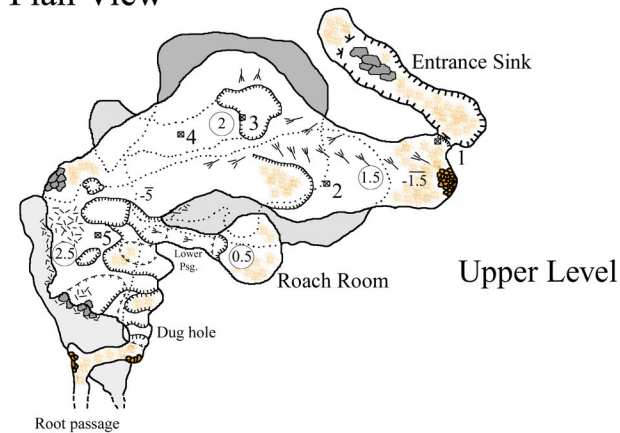 Plan View
Entrance Sink
2
3
4
1
1.5
-1.5
2
-5
5
2.5
Lower
Psg.
0.5
Roach Room
Upper Level
Dug hole
Root passage